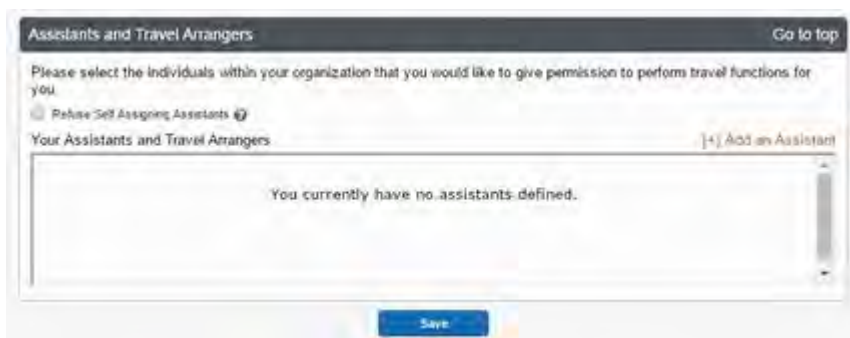 Assistants and Travel Arrangers Go to top
Please select the individuals within your organization that you would like to give permission to perform travel functions for
you.
Refuse Self Assigning Assistants
Your Assistants and Travel Arrangers [+] Add an Assistant
You currently have no assistants defined.
Save